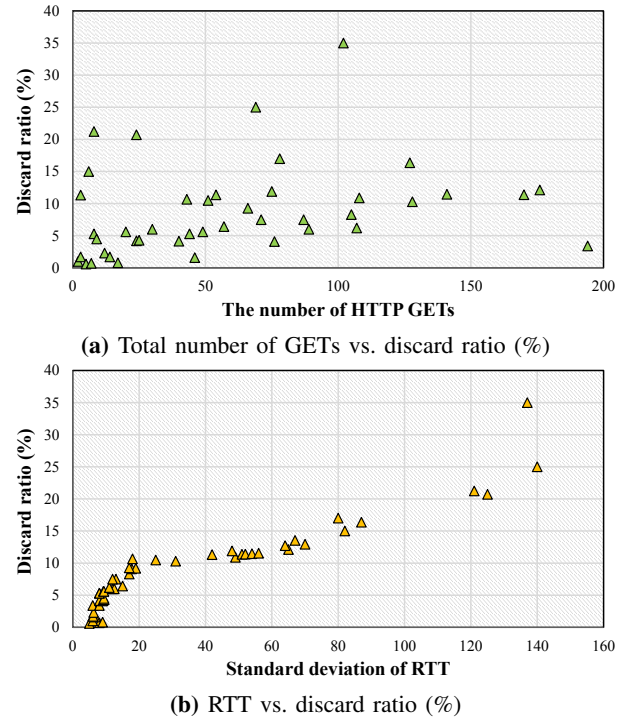 40
35
30
25
20
15
10
5
0
Discard ratio (%)
0 50 100 150 200
The number of HTTP GETs
(a) Total number of GETs vs. discard ratio (%)
40
35
30
25
20
15
10
5
0
Discard ratio (%)
0 20 40 60 80 100 120 140 160
Standard deviation of RTT
(b) RTT vs. discard ratio (%)